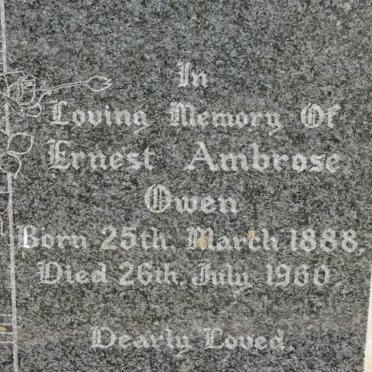 In
Loving Memory Of
Ernest Ambrose
Owen
Born 25th. March 1888.
Died 26th. July 1960.
Dearly Loved.